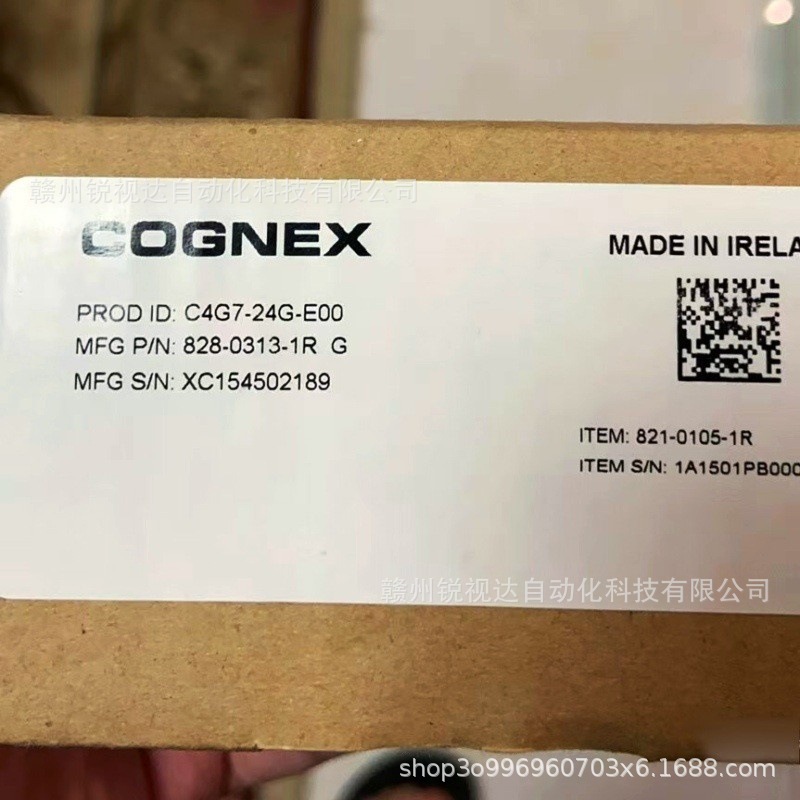 赣州锐视达自动化科技有限公司
COGNEX
MADE IN IRELA
PROD ID: C4G7-24G-E00
MFG P/N: 828-0313-1R G
MFG S/N: XC154502189
ITEM: 821-0105-1R
ITEM S/N: 1A1501PB000
赣州锐视达自动化科技有限公司
shop3o996960703x6.1688.com